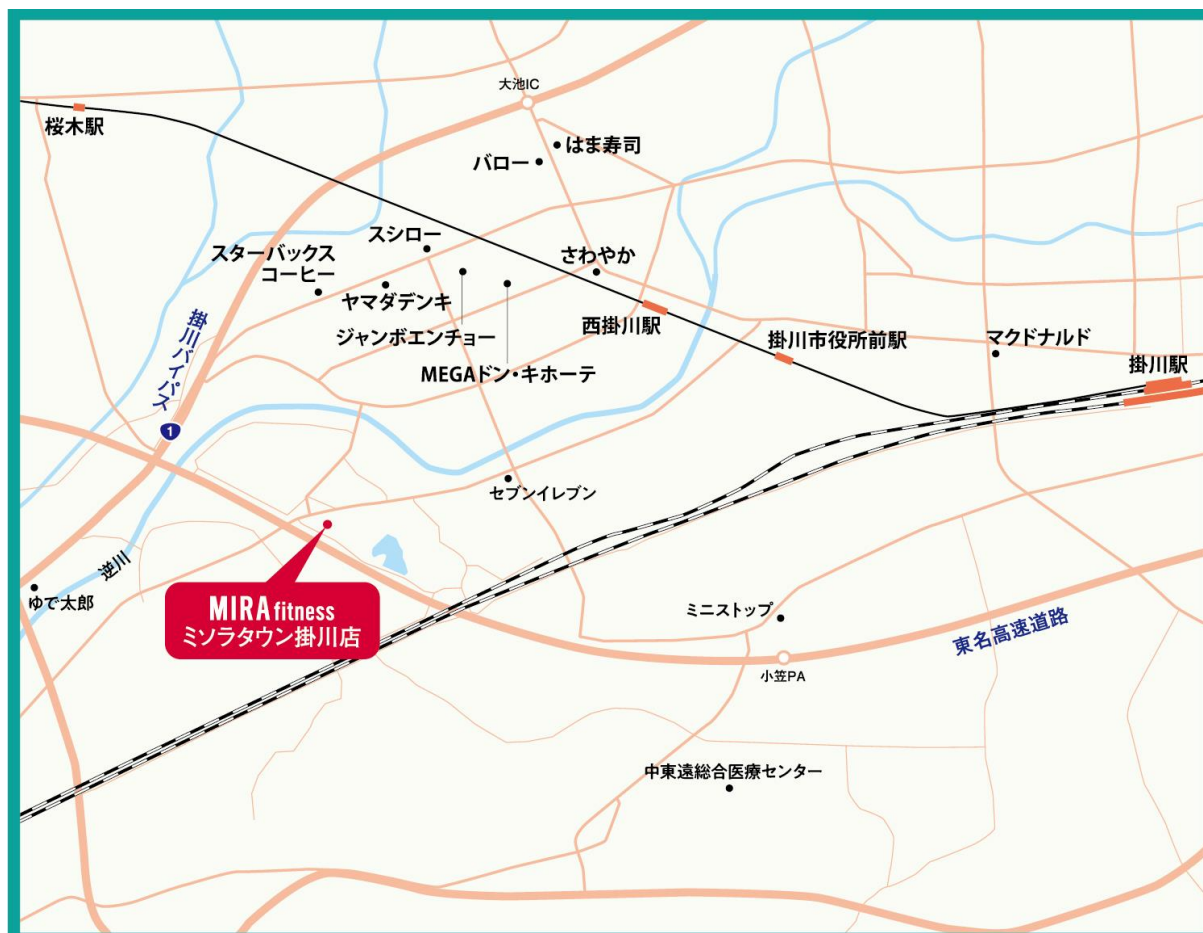 大池IC
桜木駅
はま寿司
バロー
スシロー
スターバックス
コーヒー
さわやか
ヤマダデンキ
ジャンボエンチョー
西掛川駅
掛川バイパス
掛川市役所前駅
マクドナルド
掛川駅
MEGAドン・キホーテ
1
セブンイレブン
逆川
ゆで太郎
MIRA fitness
ミソラタウン掛川店
ミニストップ
東名高速道路
小笠PA
中東遠総合医療センター